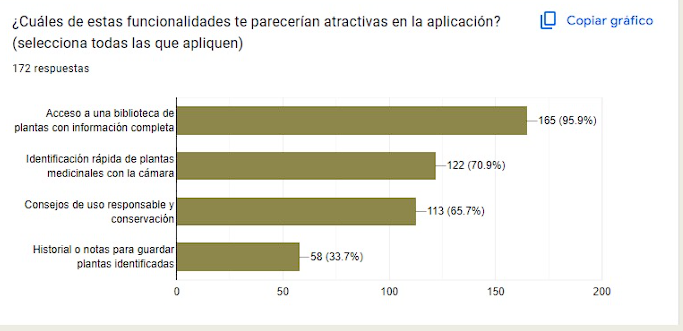 ¿Cuáles de estas funcionalidades te parecerían atractivas en la aplicación?
Copiar gráfico
(selecciona todas las que apliquen)
172 respuestas
Acceso a una biblioteca de
plantas con información completa
165 (95.9%)
Identificación rápida de plantas
medicinales con la cámara
122 (70.9%)
Consejos de uso responsable y
conservación
113 (65.7%)
Historial o notas para guardar
plantas identificadas
58 (33.7%)
0 50 100 150 200